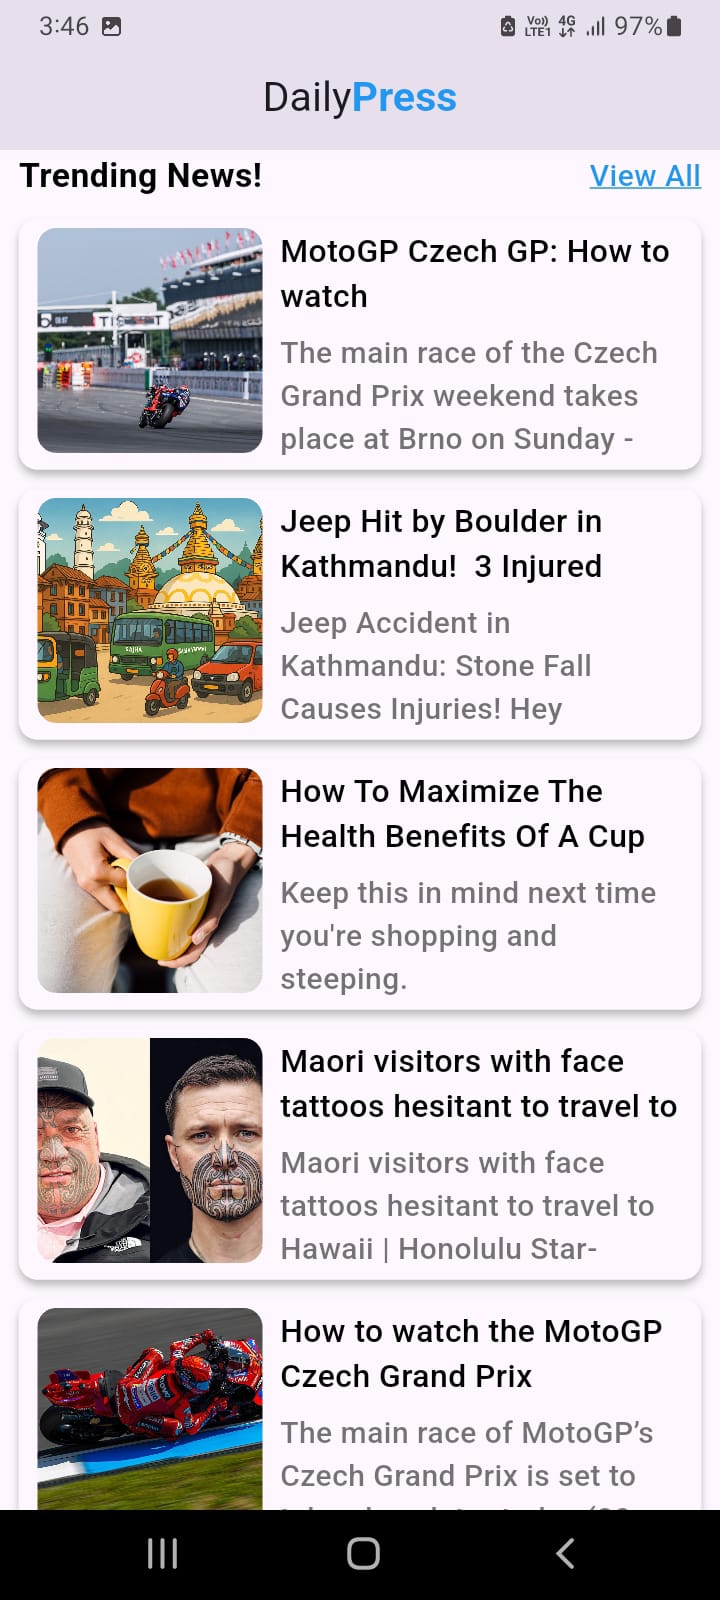 3:46
Vo))
LTE1
4G
97%
DailyPress
Trending News!
View All
MotoGP Czech GP: How to
watch
The main race of the Czech
Grand Prix weekend takes
place at Brno on Sunday -
Jeep Hit by Boulder in
Kathmandu!  3 Injured
Jeep Accident in
Kathmandu: Stone Fall
Causes Injuries! Hey
SAJHA
How To Maximize The
Health Benefits Of A Cup
Keep this in mind next time
you're shopping and
steeping.
Maori visitors with face
tattoos hesitant to travel to
Maori visitors with face
tattoos hesitant to travel to
Hawaii | Honolulu Star-
How to watch the MotoGP
Czech Grand Prix
The main race of MotoGP’s
Czech Grand Prix is set to